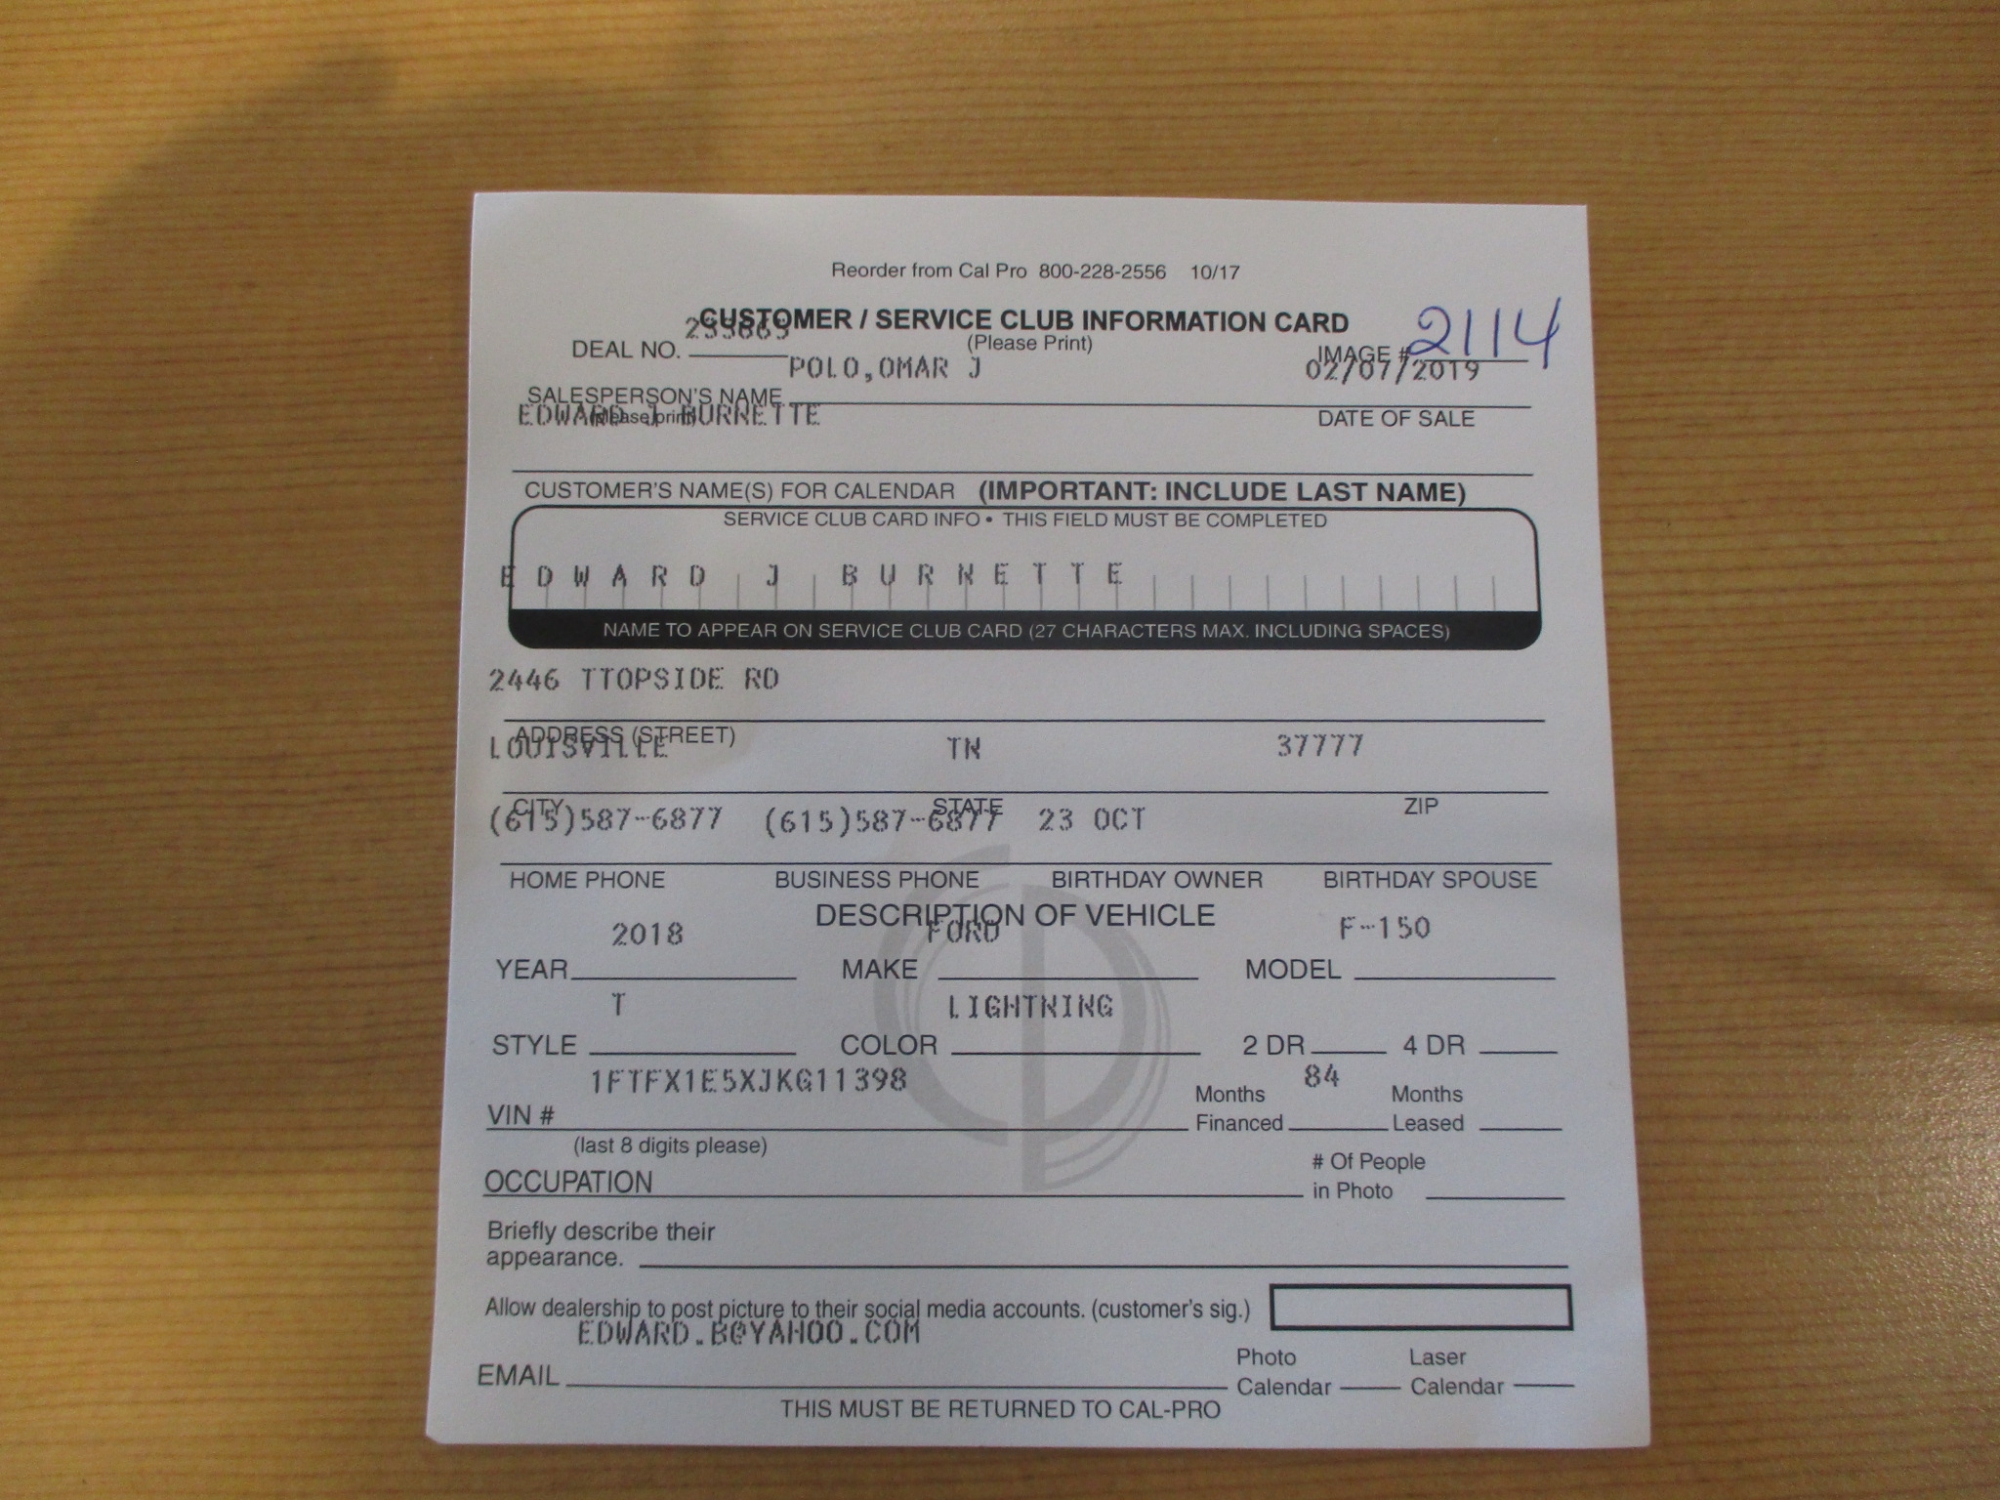 Reorder from Cal Pro 800-228-2556 10/17
CUSTOMER / SERVICE CLUB INFORMATION CARD
(Please Print)
DEAL NO. IMAGE # 2114
POLO,OMAR J 02/07/2019
SALESPERSON'S NAME
(Please print) DATE OF SALE
EDWARD J BURNETTE
CUSTOMER'S NAME(S) FOR CALENDAR (IMPORTANT: INCLUDE LAST NAME)
SERVICE CLUB CARD INFO • THIS FIELD MUST BE COMPLETED
EDWARD J BURNETTE
NAME TO APPEAR ON SERVICE CLUB CARD (27 CHARACTERS MAX. INCLUDING SPACES)
2446 TTOPSIDE RD
ADDRESS (STREET)
LOUISVILLE TN 37777
CITY STATE ZIP
(615)587-6877 (615)587-6877 23 OCT
HOME PHONE BUSINESS PHONE BIRTHDAY OWNER BIRTHDAY SPOUSE
DESCRIPTION OF VEHICLE
2018 FORD F-150
YEAR MAKE MODEL
T LIGHTNING
STYLE COLOR 2 DR 4 DR
1FTFX1E5XJKG11398 Months Financed 84 Months Leased
VIN #
(last 8 digits please)
OCCUPATION # Of People in Photo
Briefly describe their
appearance.
Allow dealership to post picture to their social media accounts. (customer's sig.)
EDWARD.B@YAHOO.COM
EMAIL Photo Calendar Laser Calendar
THIS MUST BE RETURNED TO CAL-PRO